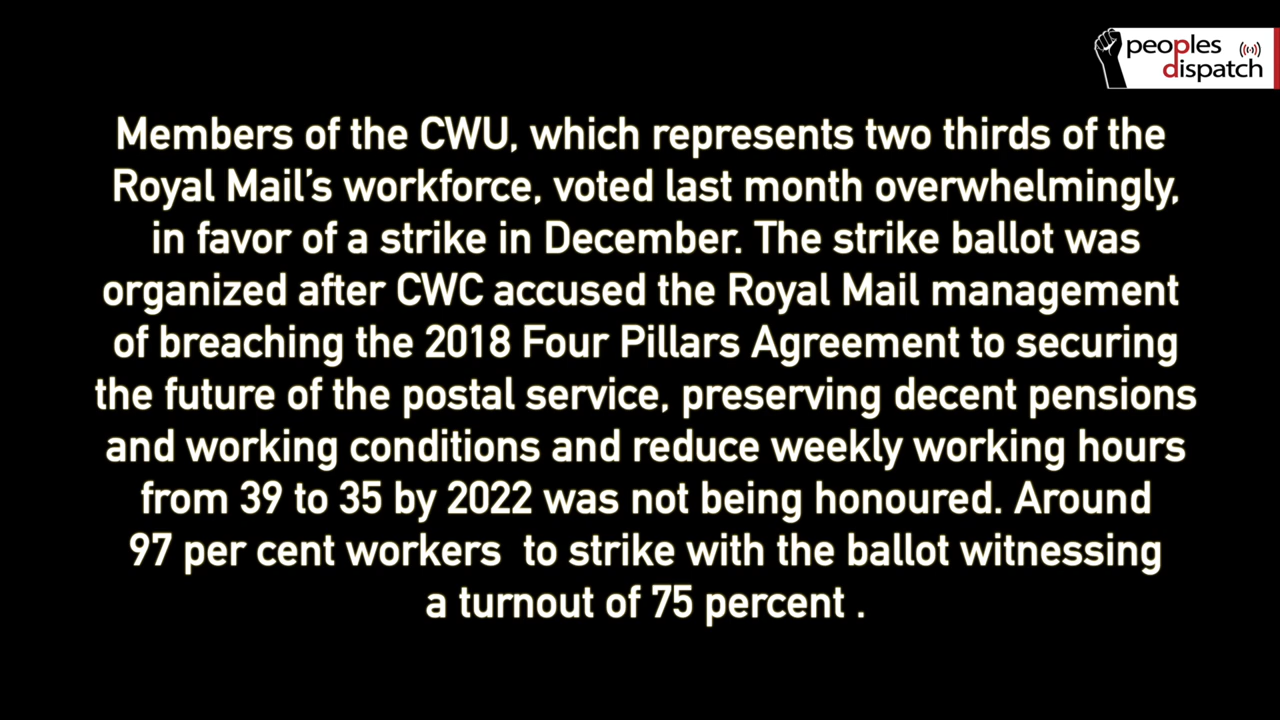 peoples
dispatch
Members of the CWU, which represents two thirds of the
Royal Mail’s workforce, voted last month overwhelmingly,
in favor of a strike in December. The strike ballot was
organized after CWC accused the Royal Mail management
of breaching the 2018 Four Pillars Agreement to securing
the future of the postal service, preserving decent pensions
and working conditions and reduce weekly working hours
from 39 to 35 by 2022 was not being honoured. Around
97 per cent workers  to strike with the ballot witnessing
a turnout of 75 percent .